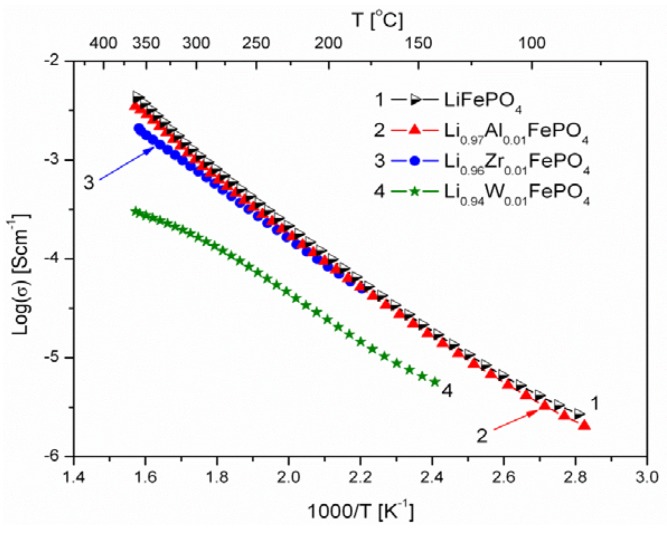 T [°C]
400 350 300 250 200 150 100
-2
-3
-4
-5
-6
Log(σ) [Scm⁻¹]
1 LiFePO₄
2 Li₀.₉₇Al₀.₀₁FePO₄
3 Li₀.₉₆Zr₀.₀₁FePO₄
4 Li₀.₉₄W₀.₀₁FePO₄
3
4
1
2
1.4 1.6 1.8 2.0 2.2 2.4 2.6 2.8 3.0
1000/T [K⁻¹]